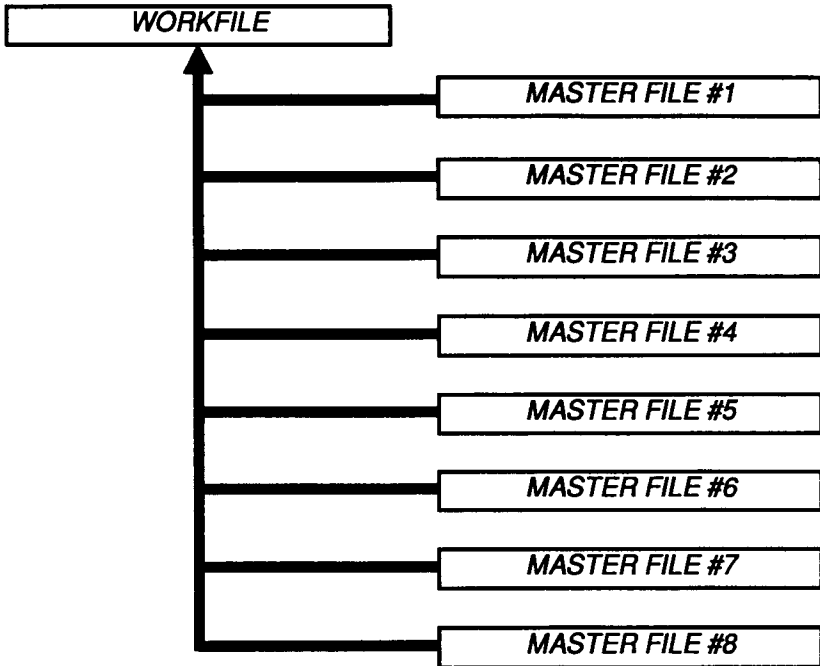 WORKFILE
MASTER FILE #1
MASTER FILE #2
MASTER FILE #3
MASTER FILE #4
MASTER FILE #5
MASTER FILE #6
MASTER FILE #7
MASTER FILE #8